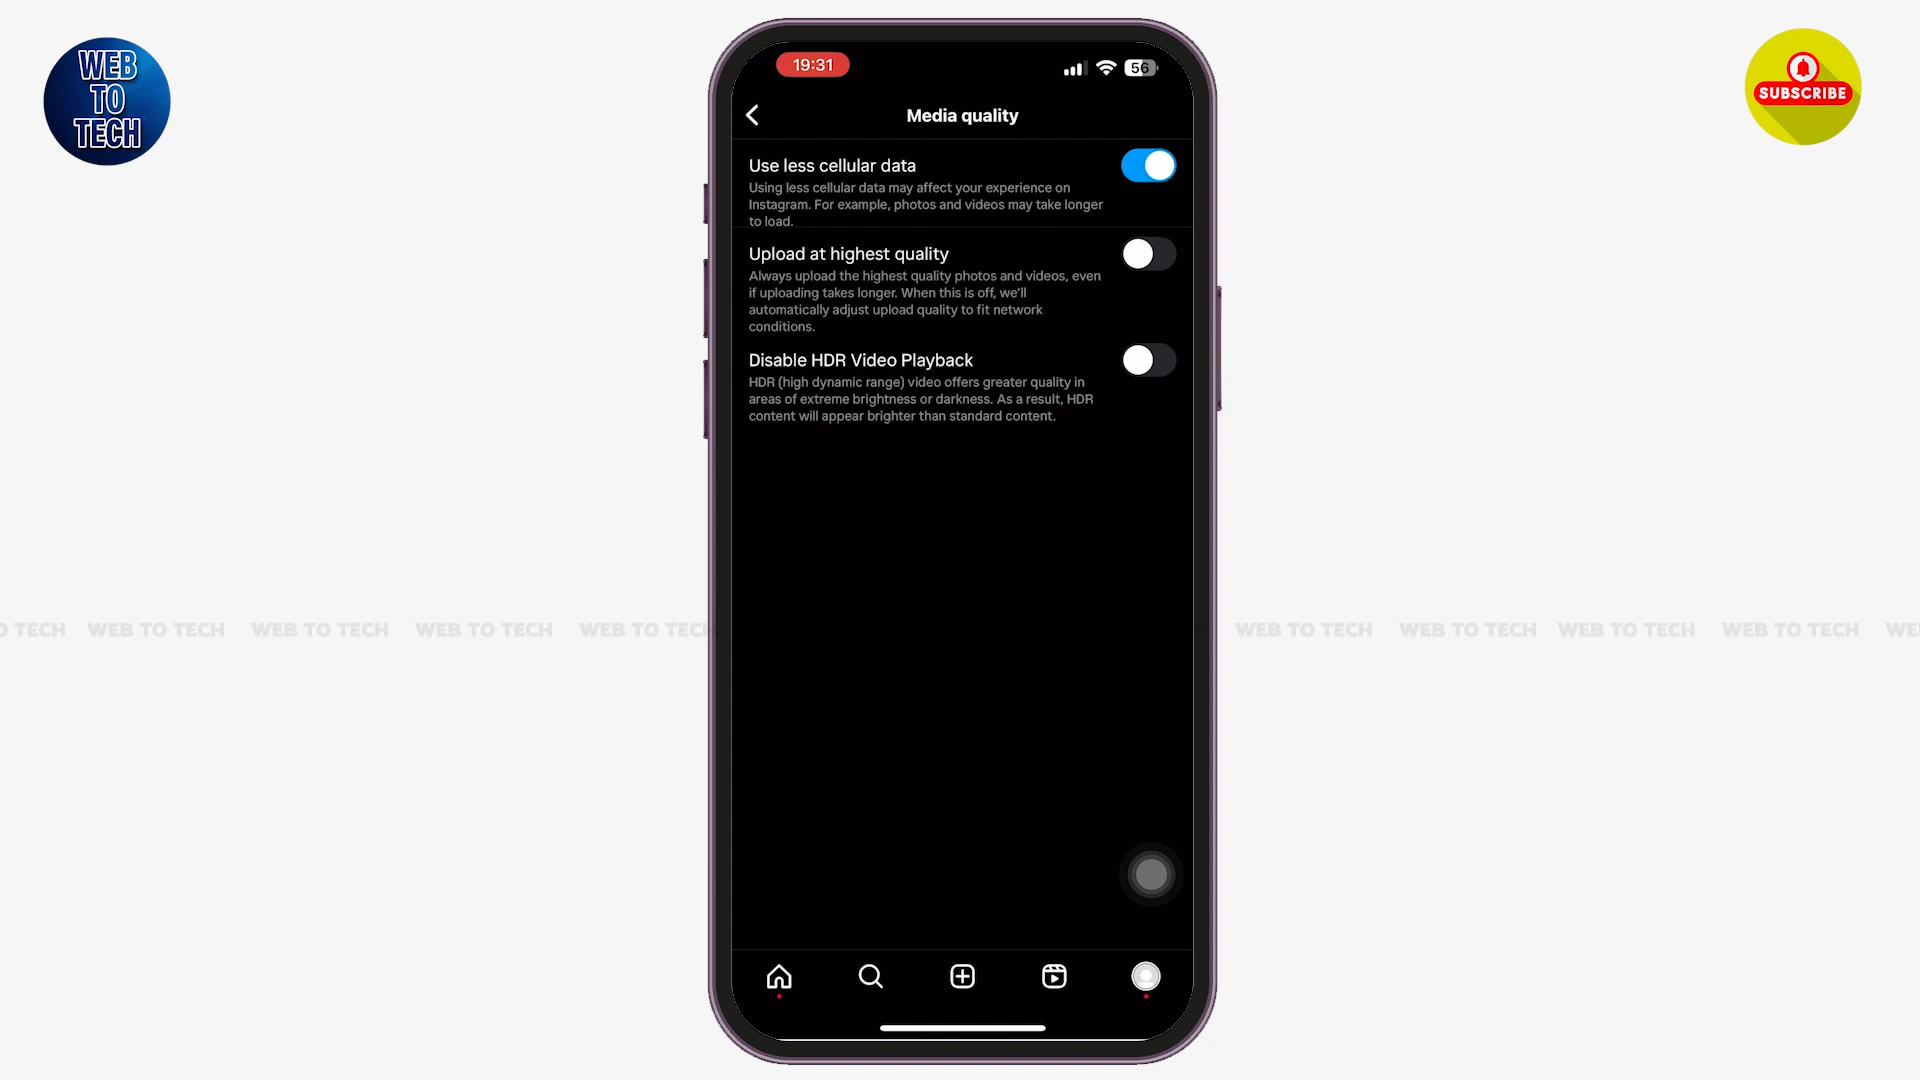 WEB
TO
TECH
SUBSCRIBE
19:31
56
Media quality
Use less cellular data
Using less cellular data may affect your experience on
Instagram. For example, photos and videos may take longer
to load.
Upload at highest quality
Always upload the highest quality photos and videos, even
if uploading takes longer. When this is off, we'll
automatically adjust upload quality to fit network
conditions.
Disable HDR Video Playback
HDR (high dynamic range) video offers greater quality in
areas of extreme brightness or darkness. As a result, HDR
content will appear brighter than standard content.
O TECH WEB TO TECH WEB TO TECH WEB TO TECH WEB TO TECH WEB TO TECH WEB TO TECH WEB TO TECH WEB TO TECH WE